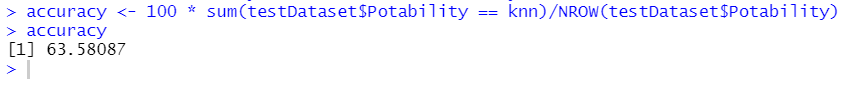 > accuracy <- 100 * sum(testDataset$Potability == knn)/NROW(testDataset$Potability)
> accuracy
[1] 63.58087
>